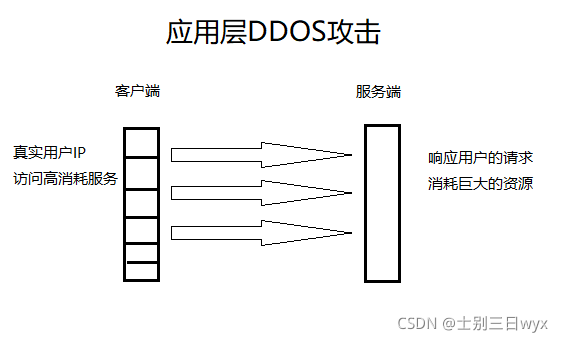 应用层DDOS攻击
客户端
服务端
真实用户IP
访问高消耗服务
响应用户的请求
消耗巨大的资源
CSDN @士别三日wyx